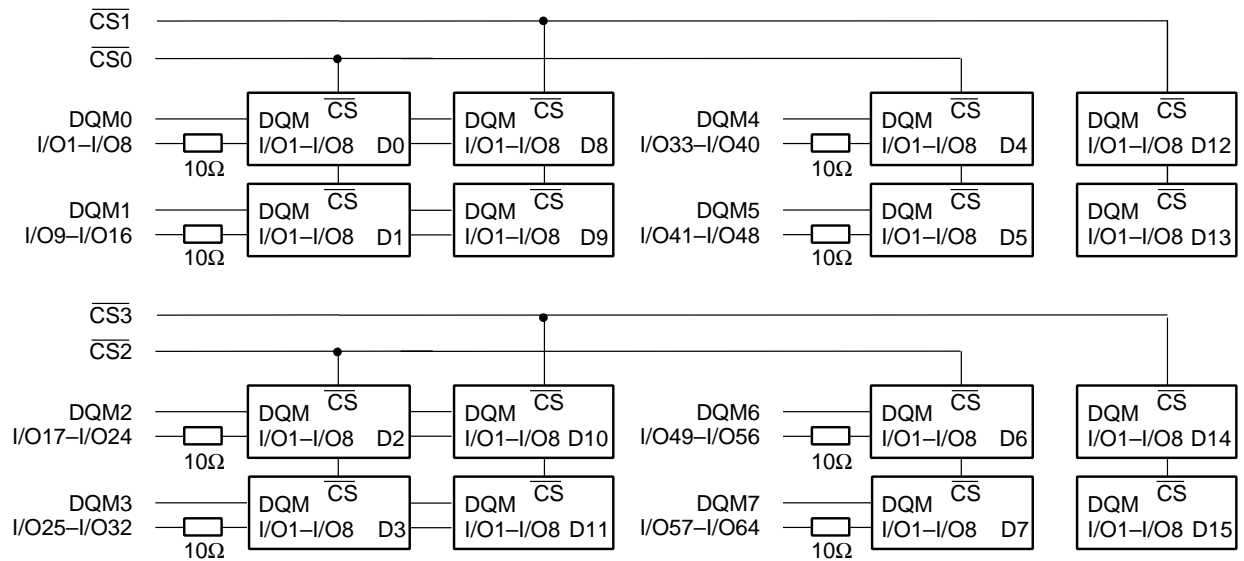 CS1
CS0
DQM0 DQM CS DQM CS DQM4 DQM CS DQM CS
I/O1–I/O8 I/O1–I/O8 D0 I/O1–I/O8 D8 I/O33–I/O40 I/O1–I/O8 D4 I/O1–I/O8 D12
10Ω 10Ω
DQM1 DQM CS DQM CS DQM5 DQM CS DQM CS
I/O9–I/O16 I/O1–I/O8 D1 I/O1–I/O8 D9 I/O41–I/O48 I/O1–I/O8 D5 I/O1–I/O8 D13
10Ω 10Ω
CS3
CS2
DQM2 DQM CS DQM CS DQM6 DQM CS DQM CS
I/O17–I/O24 I/O1–I/O8 D2 I/O1–I/O8 D10 I/O49–I/O56 I/O1–I/O8 D6 I/O1–I/O8 D14
10Ω 10Ω
DQM3 DQM CS DQM CS DQM7 DQM CS DQM CS
I/O25–I/O32 I/O1–I/O8 D3 I/O1–I/O8 D11 I/O57–I/O64 I/O1–I/O8 D7 I/O1–I/O8 D15
10Ω 10Ω